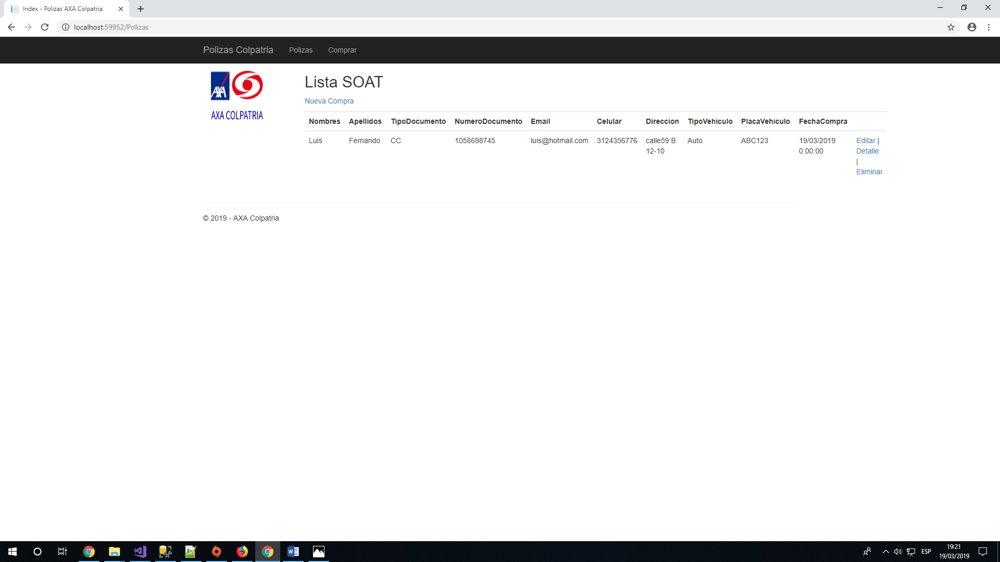 Index - Polizas AXA Colpatria
localhost:59952/Polizas
Polizas Colpatria Polizas Comprar
AXA
AXA COLPATRIA
Lista SOAT
Nueva Compra
Nombres Apellidos TipoDocumento NumeroDocumento Email Celular Direccion TipoVehiculo PlacaVehiculo FechaCompra
Luis Fernando CC 1058698745 luis@hotmail.com 3124356776 calle59 B Auto ABC123 19/03/2019 Editar |
12-10 0:00:00 Detalle
|
Eliminar
© 2019 - AXA Colpatria
ESP
19:21
19/03/2019